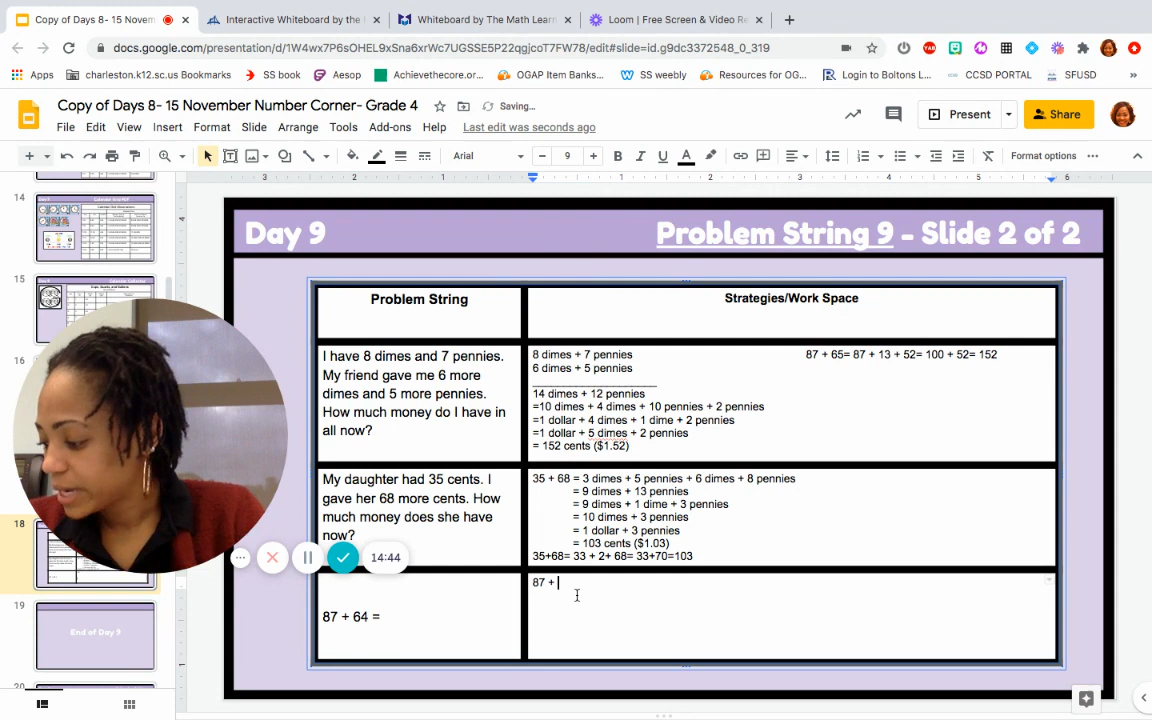 Copy of Days 8- 15 Novem
Interactive Whiteboard by the
Whiteboard by The Math Learn
Loom | Free Screen & Video Re
docs.google.com/presentation/d/1W4wx7P6sOHEL9xSna6xrWc7UGSSE5P22qgjcoT7FW78/edit#slide=id.g9dc3372548_0_319
Apps
charleston.k12.sc.us Bookmarks
SS book
Aesop
Achievethecore.or...
OGAP Item Banks...
SS weekly
Resources for OG...
Login to Boltons L...
CCSD PORTAL
SFUSD
Copy of Days 8- 15 November Number Corner- Grade 4
Saving...
File Edit View Insert Format Slide Arrange Tools Add-ons Help Last edit was seconds ago
Present
Share
Arial
9
B I U A
Format options
3 2 1 1 2 3 4 5 6
14
15
16
18
19
End of Day 9
20
Day 9
Problem String 9 - Slide 2 of 2
Problem String
Strategies/Work Space
I have 8 dimes and 7 pennies.
My friend gave me 6 more
dimes and 5 more pennies.
How much money do I have in
all now?
8 dimes + 7 pennies
6 dimes + 5 pennies
14 dimes + 12 pennies
=10 dimes + 4 dimes + 10 pennies + 2 pennies
=1 dollar + 4 dimes + 1 dime + 2 pennies
=1 dollar + 5 dimes + 2 pennies
= 152 cents ($1.52)
87 + 65= 87 + 13 + 52= 100 + 52= 152
My daughter had 35 cents. I
gave her 68 more cents. How
much money does she have
now?
35 + 68 = 3 dimes + 5 pennies + 6 dimes + 8 pennies
= 9 dimes + 13 pennies
= 9 dimes + 1 dime + 3 pennies
= 10 dimes + 3 pennies
= 1 dollar + 3 pennies
= 103 cents ($1.03)
35+68= 33 + 2+ 68= 33+70=103
14:44
87 + 64 =
87 +